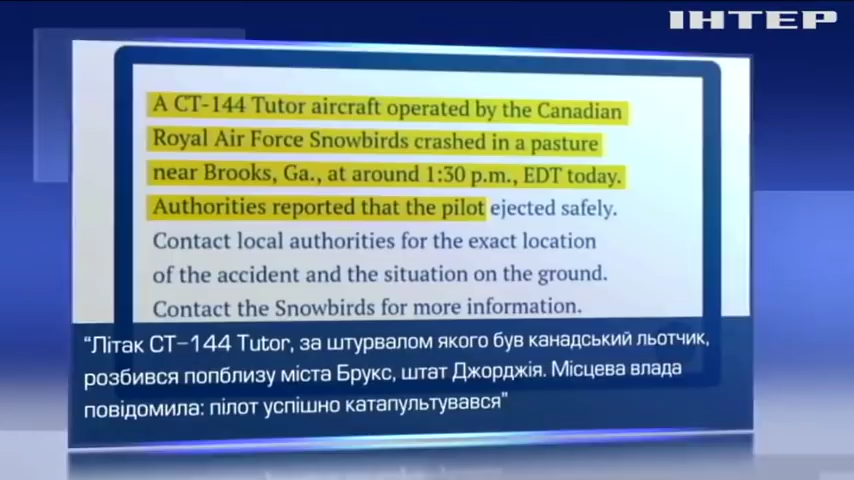 ІНТЕР
A CT-144 Tutor aircraft operated by the Canadian
Royal Air Force Snowbirds crashed in a pasture
near Brooks, Ga., at around 1:30 p.m., EDT today.
Authorities reported that the pilot ejected safely.
Contact local authorities for the exact location
of the accident and the situation on the ground.
Contact the Snowbirds for more information.
“Літак CT-144 Tutor, за штурвалом якого був канадський льотчик,
розбився попблизу міста Брукс, штат Джорджія. Місцева влада
повідомила: пілот успішно катапультувався”